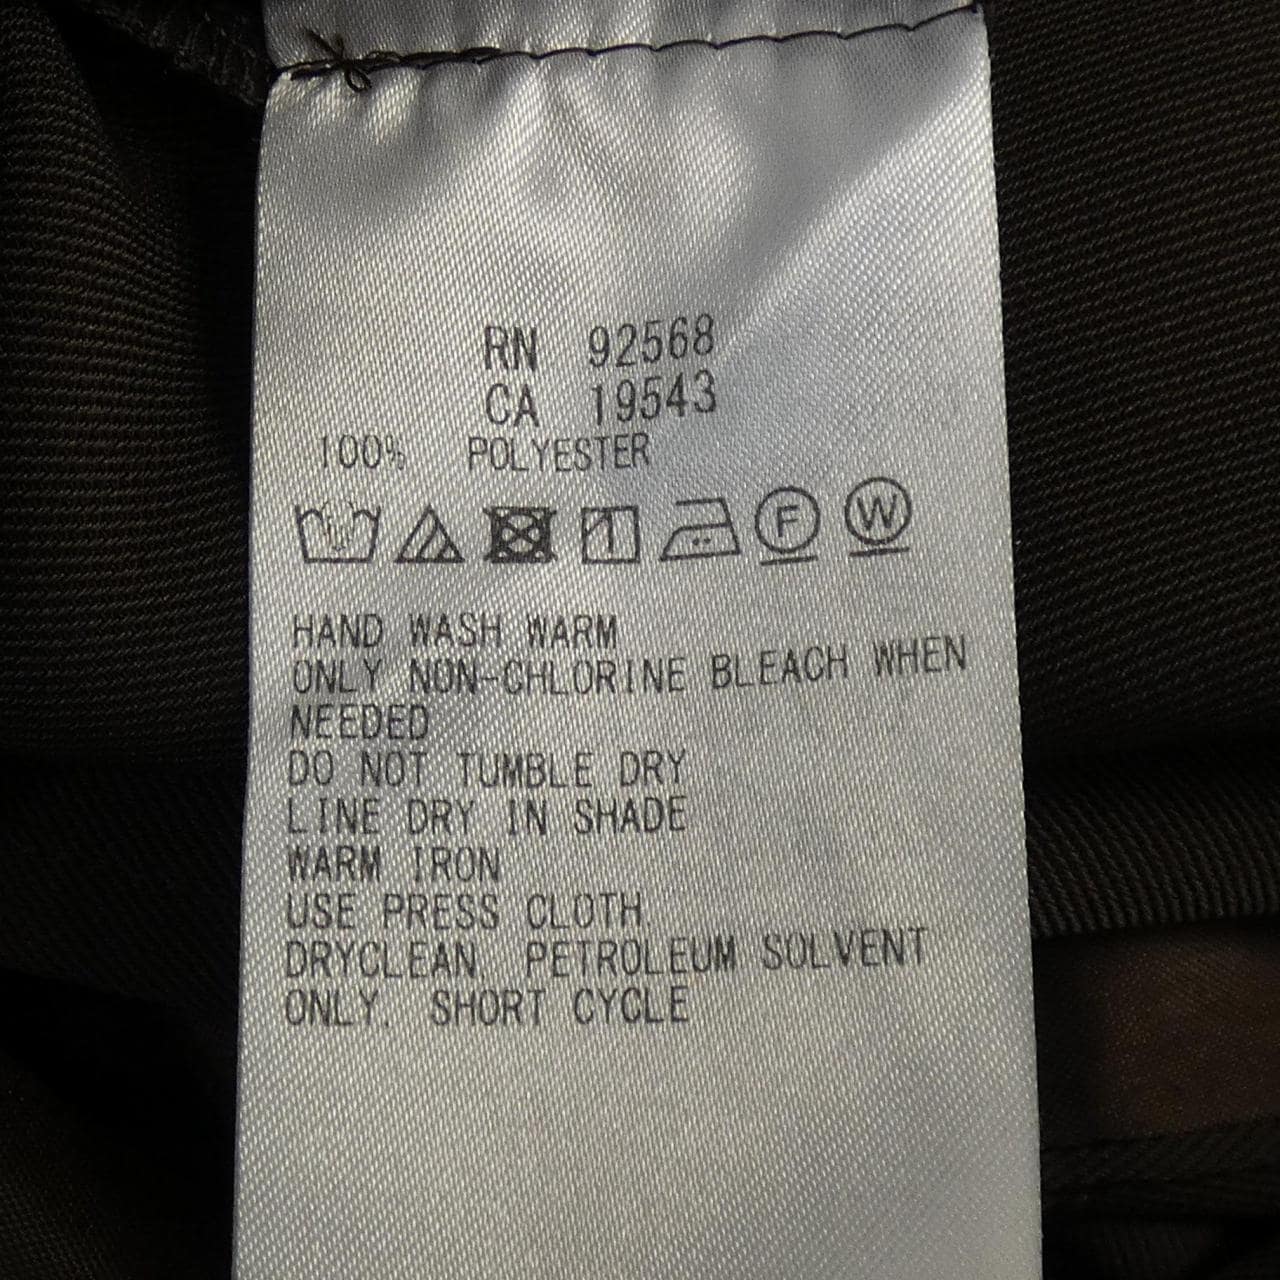 RN 92568
CA 19543
100% POLYESTER
F W
HAND WASH WARM
ONLY NON-CHLORINE BLEACH WHEN
NEEDED
DO NOT TUMBLE DRY
LINE DRY IN SHADE
WARM IRON
USE PRESS CLOTH
DRYCLEAN, PETROLEUM SOLVENT
ONLY, SHORT CYCLE